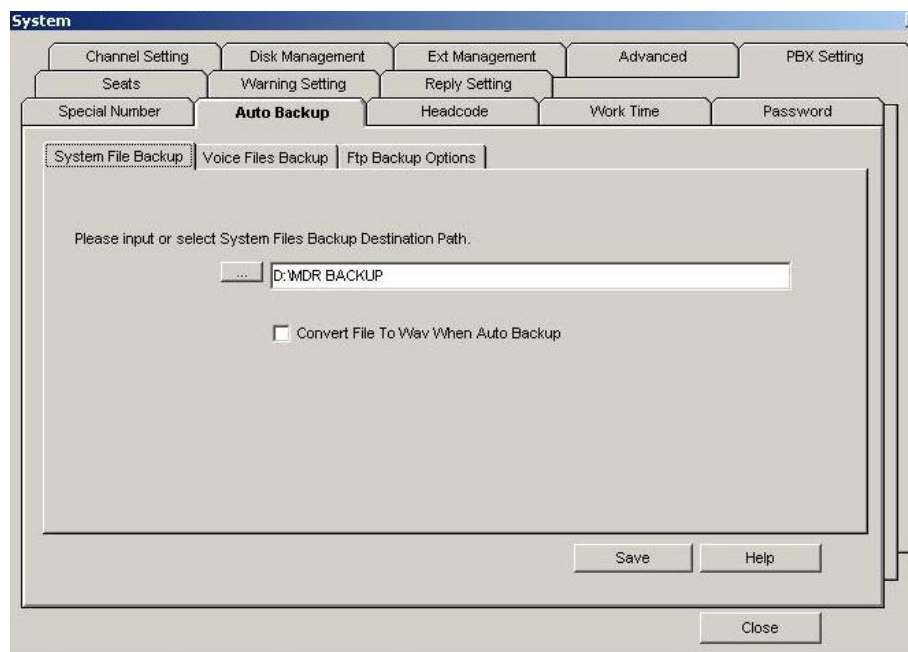 System
Channel Setting Disk Management Ext Management Advanced PBX Setting
Seats Warning Setting Reply Setting
Special Number Auto Backup Headcode Work Time Password
System File Backup Voice Files Backup Ftp Backup Options
Please input or select System Files Backup Destination Path.
... D:\MDR BACKUP
Convert File To Wav When Auto Backup
Save Help
Close